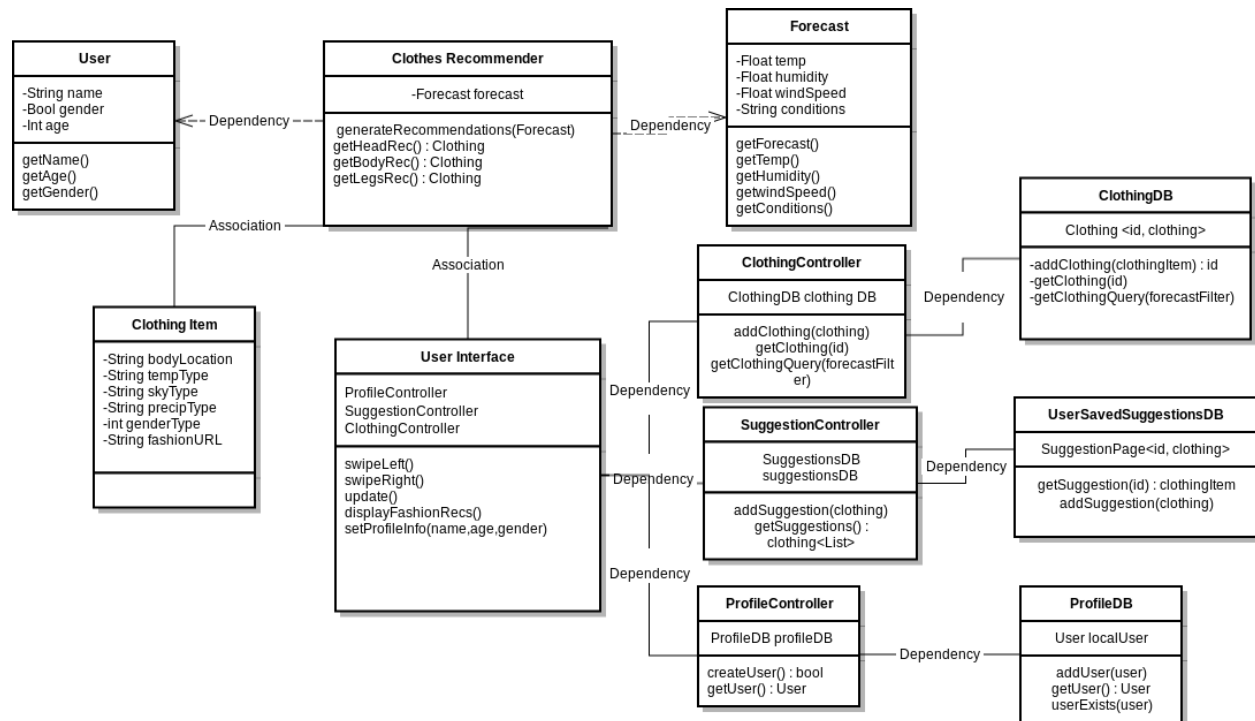 User
-String name
-Bool gender
-Int age
getName()
getAge()
getGender()
Dependency
Clothes Recommender
-Forecast forecast
generateRecommendations(Forecast)
getHeadRec() : Clothing
getBodyRec() : Clothing
getLegsRec() : Clothing
Dependency
Forecast
-Float temp
-Float humidity
-Float windSpeed
-String conditions
getForecast()
getTemp()
getHumidity()
getwindSpeed()
getConditions()
Association
Association
Clothing Item
-String bodyLocation
-String tempType
-String skyType
-String precipType
-int genderType
-String fashionURL
User Interface
ProfileController
SuggestionController
ClothingController
swipeLeft()
swipeRight()
update()
displayFashionRecs()
setProfileInfo(name,age,gender)
Dependency
Dependency
Dependency
ClothingController
ClothingDB clothing DB
addClothing(clothing)
getClothing(id)
getClothingQuery(forecastFilt
er)
Dependency
ClothingDB
Clothing <id, clothing>
-addClothing(clothingItem) : id
-getClothing(id)
-getClothingQuery(forecastFilter)
SuggestionController
SuggestionsDB
suggestionsDB
addSuggestion(clothing)
getSuggestions() :
clothing<List>
Dependency
UserSavedSuggestionsDB
SuggestionPage<id, clothing>
getSuggestion(id) : clothingItem
addSuggestion(clothing)
ProfileController
ProfileDB profileDB
createUser() : bool
getUser() : User
Dependency
ProfileDB
User localUser
addUser(user)
getUser() : User
userExists(user)